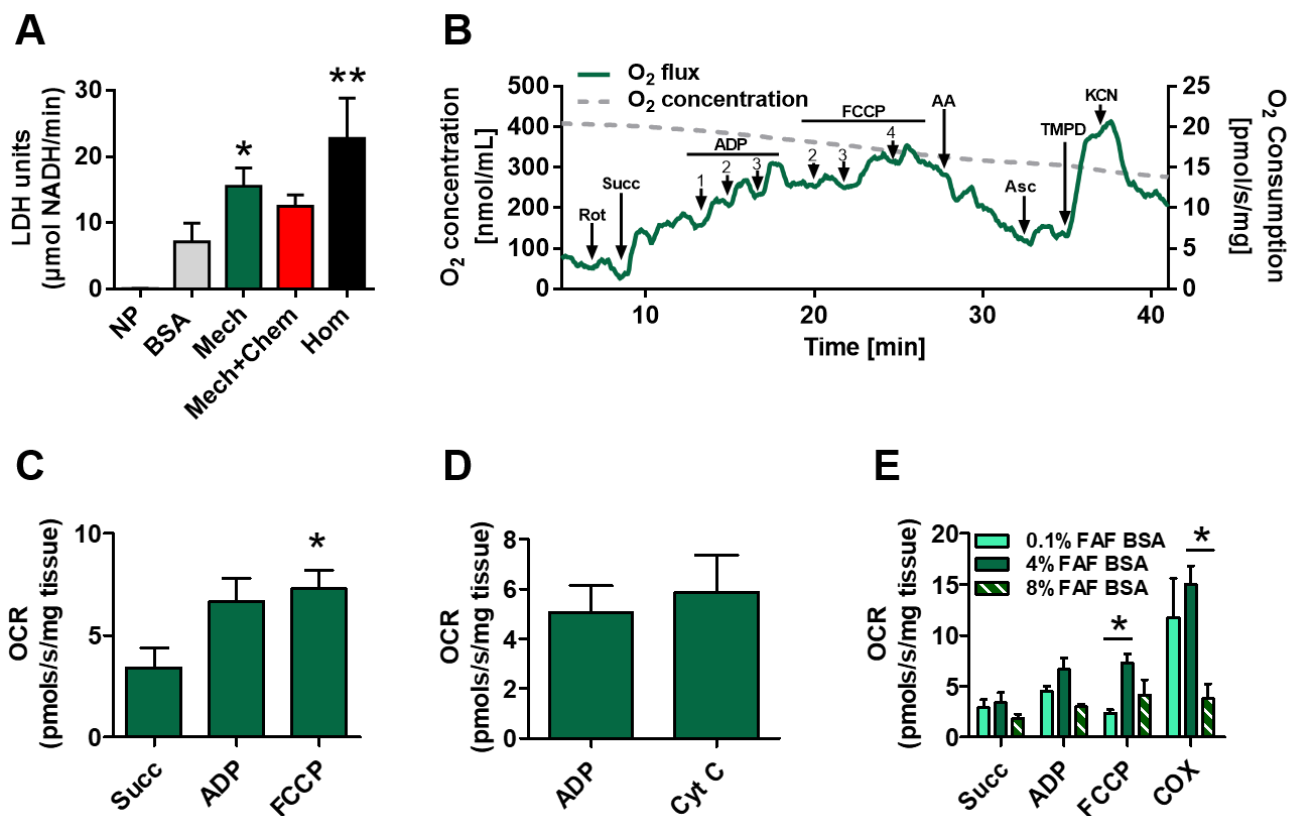 A
LDH units
(µmol NADH/min)
30
20
10
0
*
**
NP
BSA
Mech
Mech+Chem
Hom
B
O2 flux
O2 concentration
O2 concentration
[nmol/mL]
500
400
300
200
100
0
Rot
Succ
ADP
1
2
3
FCCP
2
3
4
AA
Asc
TMPD
KCN
25
20
15
10
5
0
O2 Consumption
[pmol/s/mg]
10
20
30
40
Time [min]
C
OCR
(pmols/s/mg tissue)
10
5
0
*
Succ
ADP
FCCP
D
OCR
(pmols/s/mg tissue)
8
6
4
2
0
ADP
Cyt C
E
OCR
(pmols/s/mg tissue)
20
15
10
5
0
0.1% FAF BSA
4% FAF BSA
8% FAF BSA
*
*
Succ
ADP
FCCP
COX